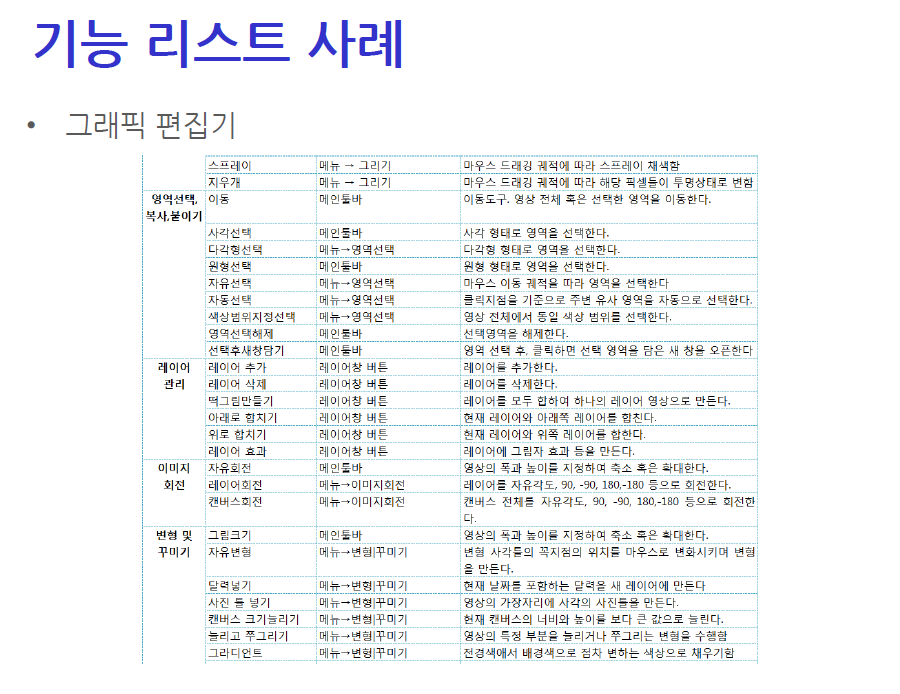 기능 리스트 사례
• 그래픽 편집기
스프레이 메뉴 → 그리기 마우스 드래깅 궤적에 따라 스프레이 채색함
지우개 메뉴 → 그리기 마우스 드래깅 궤적에 따라 해당 픽셀들이 투명상태로 변함
영역선택, 이동 메인툴바 이동도구. 영상 전체 혹은 선택한 영역을 이동한다.
복사,붙이기
사각선택 메인툴바 사각 형태로 영역을 선택한다.
다각형선택 메뉴→영역선택 다각형 형태로 영역을 선택한다.
원형선택 메인툴바 원형 형태로 영역을 선택한다.
자유선택 메뉴→영역선택 마우스 이동 궤적을 따라 영역을 선택한다
자동선택 메뉴→영역선택 클릭지점을 기준으로 주변 유사 영역을 자동으로 선택한다.
색상범위지정선택 메뉴→영역선택 영상 전체에서 동일 색상 범위를 선택한다.
영역선택해제 메인툴바 선택영역을 해제한다.
선택후새창담기 메인툴바 영역 선택 후, 클릭하면 선택 영역을 담은 새 창을 오픈한다
레이어 레이어 추가 레이어창 버튼 레이어를 추가한다.
관리 레이어 삭제 레이어창 버튼 레이어를 삭제한다.
떡그림만들기 레이어창 버튼 레이어를 모두 합하여 하나의 레이어 영상으로 만든다.
아래로 합치기 레이어창 버튼 현재 레이어와 아래쪽 레이어를 합친다.
위로 합치기 레이어창 버튼 현재 레이어와 위쪽 레이어를 합한다.
레이어 효과 레이어창 버튼 레이어에 그림자 효과 등을 만든다.
이미지 자유회전 메인툴바 영상의 폭과 높이를 지정하여 축소 혹은 확대한다.
회전 레이어회전 메뉴→이미지회전 레이어를 자유각도, 90, -90, 180,-180 등으로 회전한다.
캔버스회전 메뉴→이미지회전 캔버스 전체를 자유각도, 90, -90, 180,-180 등으로 회전한
다.
변형 및 그림크기 메인툴바 영상의 폭과 높이를 지정하여 축소 혹은 확대한다.
꾸미기 자유변형 메뉴→변형|꾸미기 변형 사각틀의 꼭지점의 위치를 마우스로 변화시키며 변형
을 만든다.
달력넣기 메뉴→변형|꾸미기 현재 날짜를 포함하는 달력을 새 레이어에 만든다
사진 틀 넣기 메뉴→변형|꾸미기 영상의 가장자리에 사각의 사진틀을 만든다.
캔버스 크기늘리기 메뉴→변형|꾸미기 현재 캔버스의 너비와 높이를 보다 큰 값으로 늘린다.
늘리고 쭈그리기 메뉴→변형|꾸미기 영상의 특정 부분을 늘리거나 쭈그리는 변형을 수행함
그라디언트 메뉴→변형|꾸미기 전경색에서 배경색으로 점차 변하는 색상으로 채우기함